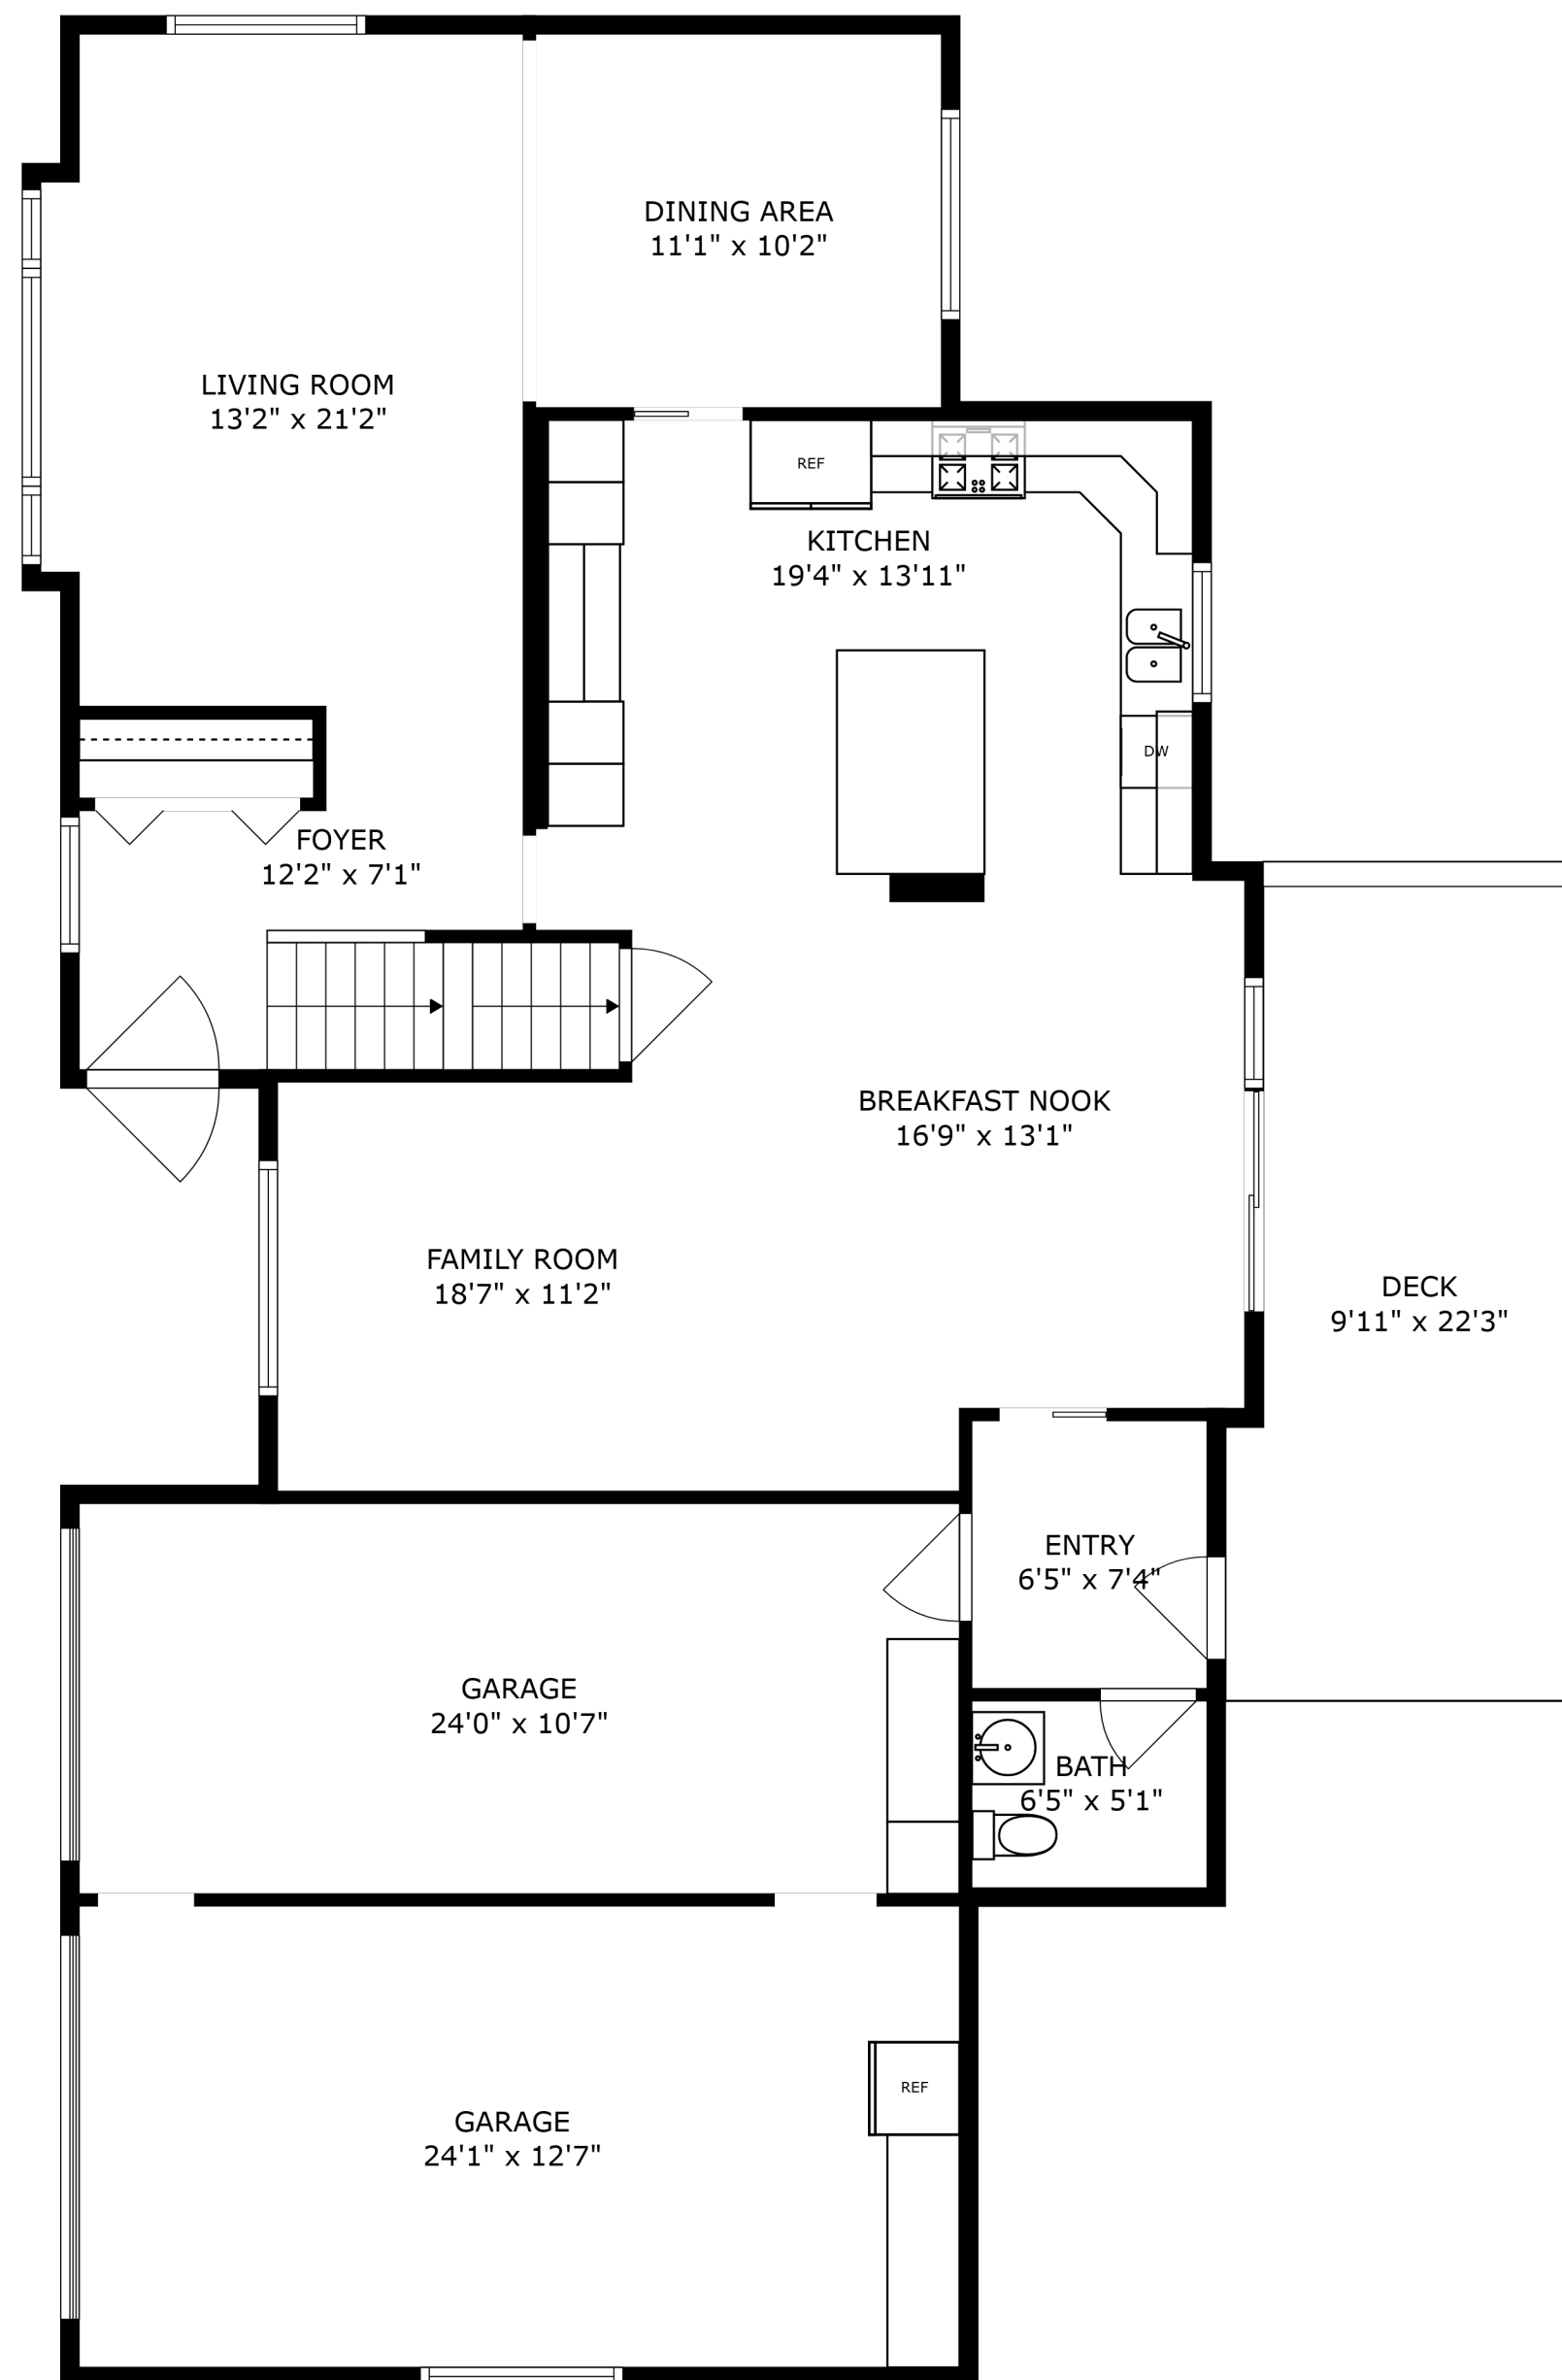 DINING AREA
11'1" x 10'2"
LIVING ROOM
13'2" x 21'2"
REF
KITCHEN
19'4" x 13'11"
DW
FOYER
12'2" x 7'1"
BREAKFAST NOOK
16'9" x 13'1"
FAMILY ROOM
18'7" x 11'2"
DECK
9'11" x 22'3"
ENTRY
6'5" x 7'4"
GARAGE
24'0" x 10'7"
BATH
6'5" x 5'1"
REF
GARAGE
24'1" x 12'7"